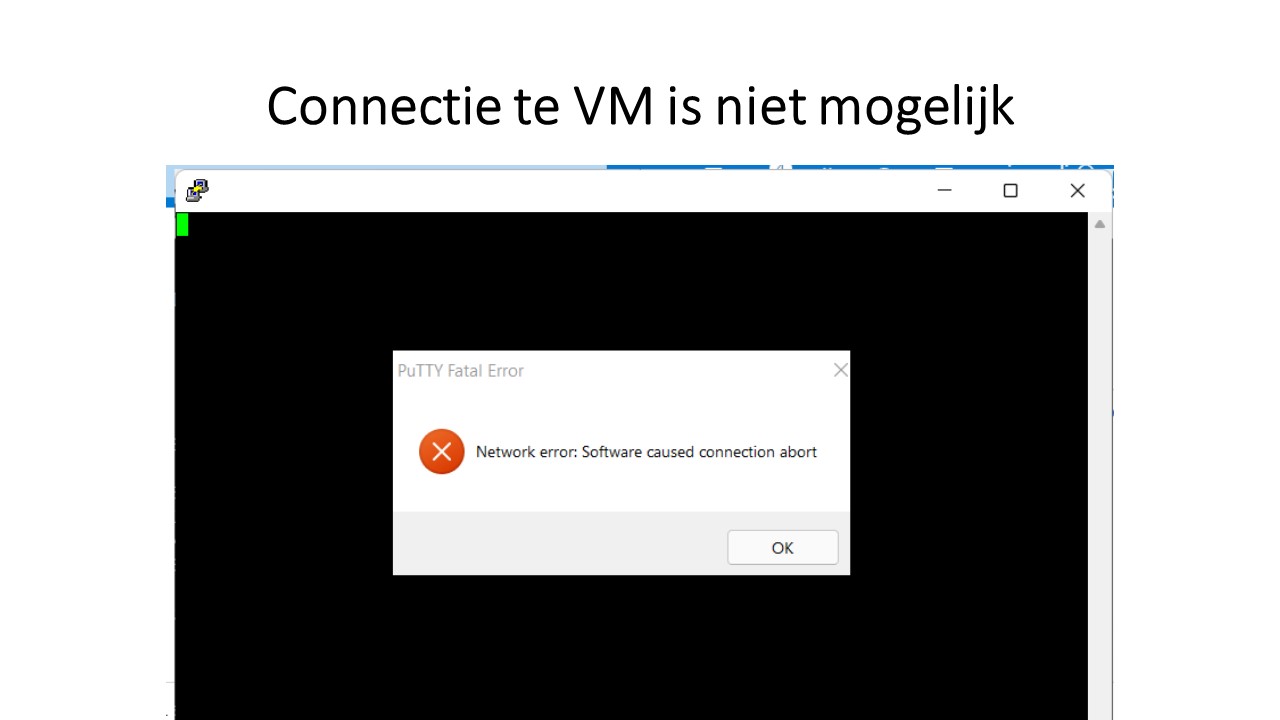 Connectie te VM is niet mogelijk
PuTTY Fatal Error
Network error: Software caused connection abort
OK